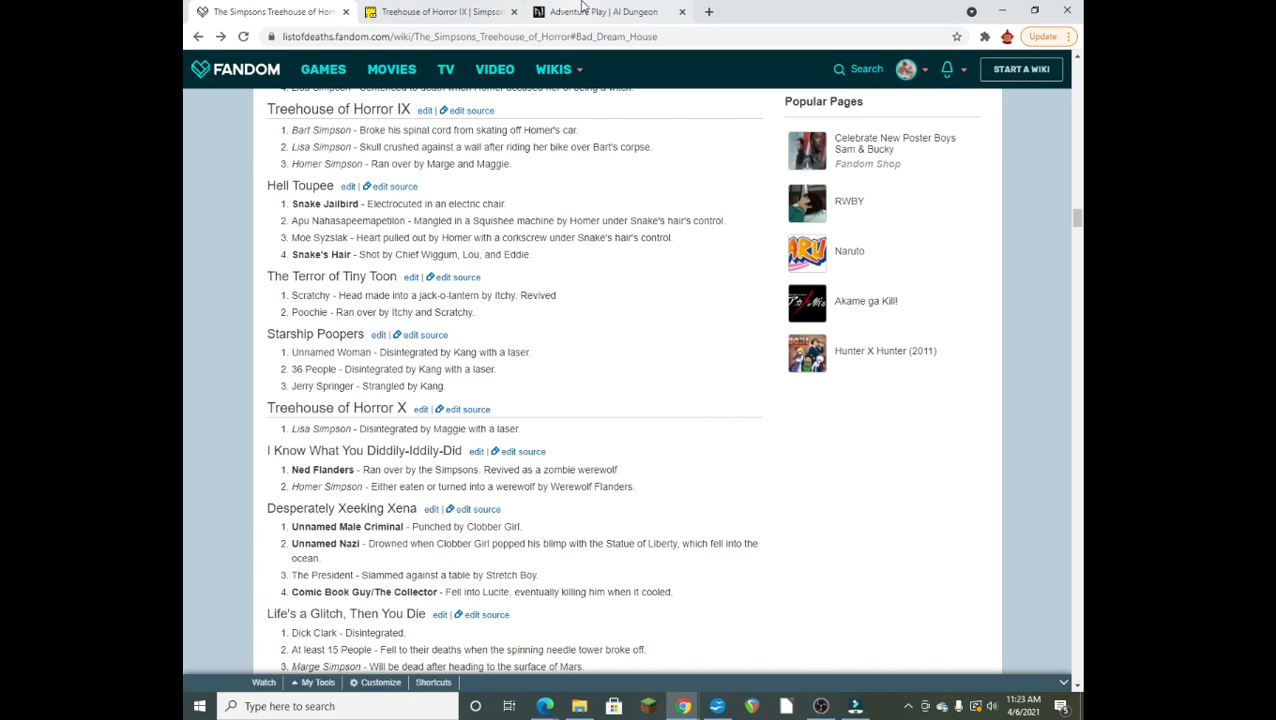 The Simpsons Treehouse of Horr
Treehouse of Horror IX | Simpson
Adventure Play | AI Dungeon
listofdeaths.fandom.com/wiki/The_Simpsons_Treehouse_of_Horror#Bad_Dream_House
Update
FANDOM GAMES MOVIES TV VIDEO WIKIS Search START A WIKI
4. Lisa Simpson - Sentenced to death when Homer accused her of being a witch.
Treehouse of Horror IX edit | edit source
1. Bart Simpson - Broke his spinal cord from skating off Homer's car.
2. Lisa Simpson - Skull crushed against a wall after riding her bike over Bart's corpse.
3. Homer Simpson - Ran over by Marge and Maggie.
Hell Toupee edit | edit source
1. Snake Jailbird - Electrocuted in an electric chair.
2. Apu Nahasapeemapetilon - Mangled in a Squishee machine by Homer under Snake's hair's control.
3. Moe Syzslak - Heart pulled out by Homer with a corkscrew under Snake's hair's control.
4. Snake's Hair - Shot by Chief Wiggum, Lou, and Eddie.
The Terror of Tiny Toon edit | edit source
1. Scratchy - Head made into a jack-o-lantern by Itchy. Revived
2. Poochie - Ran over by Itchy and Scratchy.
Starship Poopers edit | edit source
1. Unnamed Woman - Disintegrated by Kang with a laser.
2. 36 People - Disintegrated by Kang with a laser.
3. Jerry Springer - Strangled by Kang.
Treehouse of Horror X edit | edit source
1. Lisa Simpson - Disintegrated by Maggie with a laser.
I Know What You Diddily-Iddily-Did edit | edit source
1. Ned Flanders - Ran over by the Simpsons. Revived as a zombie werewolf
2. Homer Simpson - Either eaten or turned into a werewolf by Werewolf Flanders.
Desperately Xeeking Xena edit | edit source
1. Unnamed Male Criminal - Punched by Clobber Girl.
2. Unnamed Nazi - Drowned when Clobber Girl popped his blimp with the Statue of Liberty, which fell into the
ocean.
3. The President - Slammed against a table by Stretch Boy.
4. Comic Book Guy/The Collector - Fell into Lucite, eventually killing him when it cooled.
Life's a Glitch, Then You Die edit | edit source
1. Dick Clark - Disintegrated.
2. At least 15 People - Fell to their deaths when the spinning needle tower broke off.
3. Marge Simpson - Will be dead after heading to the surface of Mars.
Popular Pages
Celebrate New Poster Boys
Sam & Bucky
Fandom Shop
RWBY
Naruto
Akame ga Kill!
Hunter X Hunter (2011)
Watch My Tools Customize Shortcuts
Type here to search
11:23 AM
4/6/2021
5